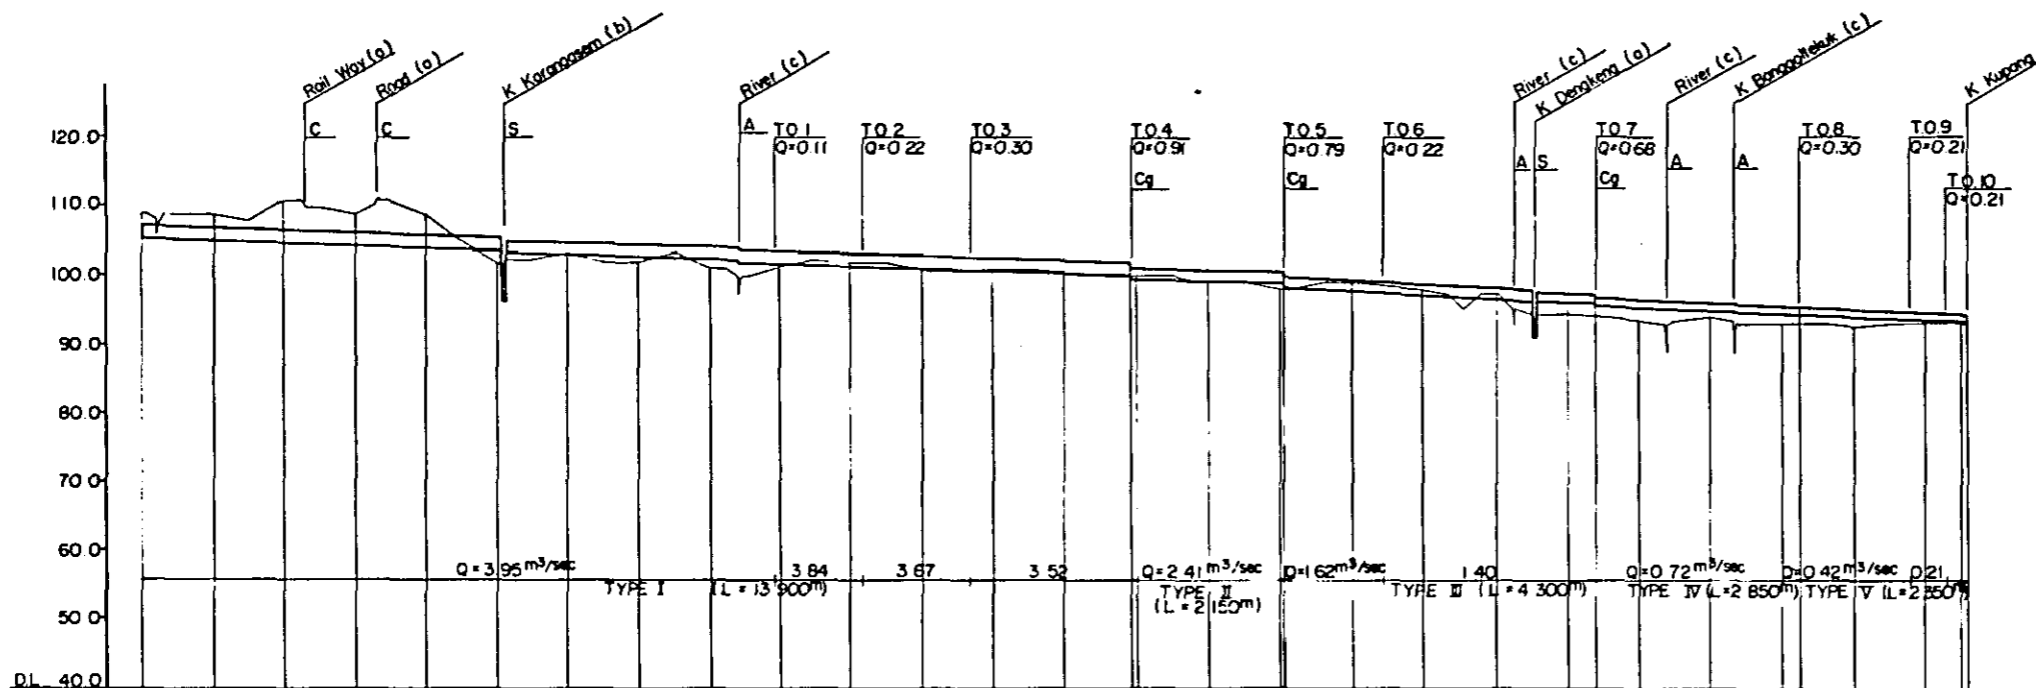 Rail Way (a)
Road (a)
K Karangasem (b)
River (c)
River (c)
K Dengkeng (a)
River (c)
K Banggoltekuk (c)
K Kupang
C
C
S
A
T.O.1
Q=0.11
T.O.2
Q=0.22
T.O.3
Q=0.30
T.O.4
Q=0.91
Cg
T.O.5
Q=0.79
Cg
T.O.6
Q=0.22
A
S
T.O.7
Q=0.68
Cg
A
A
T.O.8
Q=0.30
T.O.9
Q=0.21
T.O.10
Q=0.21
120.0
110.0
100.0
90.0
80.0
70.0
60.0
50.0
D.L. 40.0
Q=3.95 m³/sec
3.84
3.67
3.52
Q=2.41 m³/sec
Q=1.62 m³/sec
1.40
Q=0.72 m³/sec
Q=0.42 m³/sec
0.21
TYPE I (L=13 900m)
TYPE II
(L=2 150m)
TYPE III (L=4 300m)
TYPE IV (L=2 850m)
TYPE V (L=2 350m)